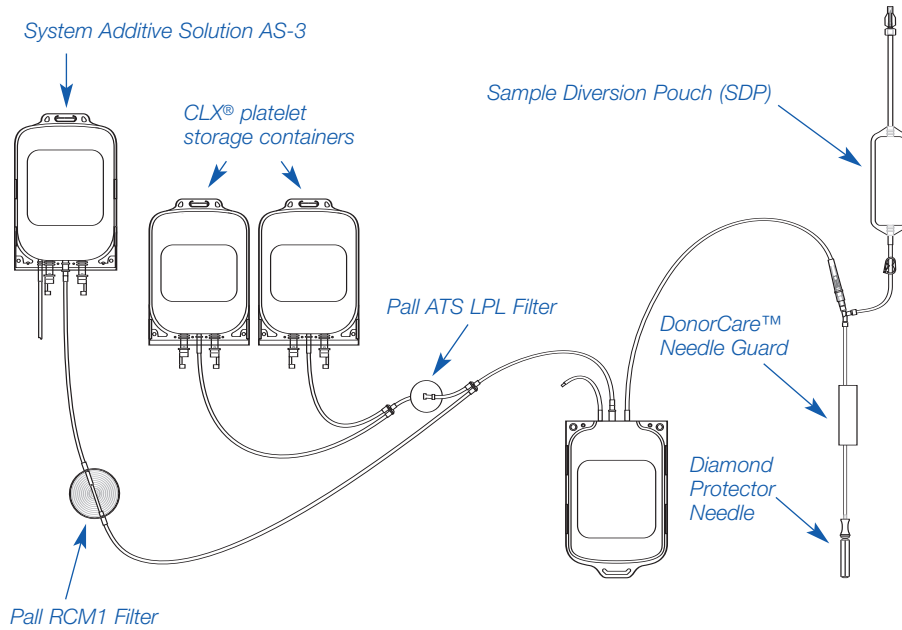 System Additive Solution AS-3
CLX® platelet
storage containers
Sample Diversion Pouch (SDP)
Pall ATS LPL Filter
DonorCare™
Needle Guard
Diamond
Protector
Needle
Pall RCM1 Filter